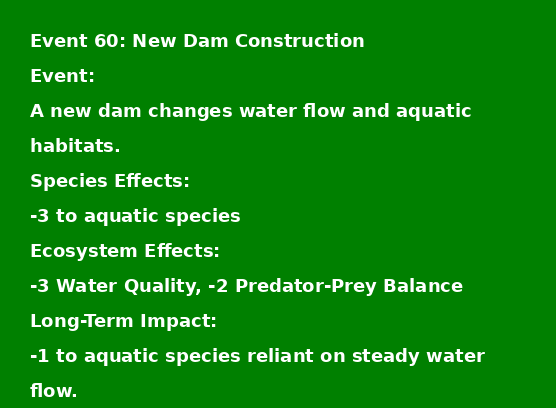 Event 60: New Dam Construction
Event:
A new dam changes water flow and aquatic
habitats.
Species Effects:
-3 to aquatic species
Ecosystem Effects:
-3 Water Quality, -2 Predator-Prey Balance
Long-Term Impact:
-1 to aquatic species reliant on steady water
flow.